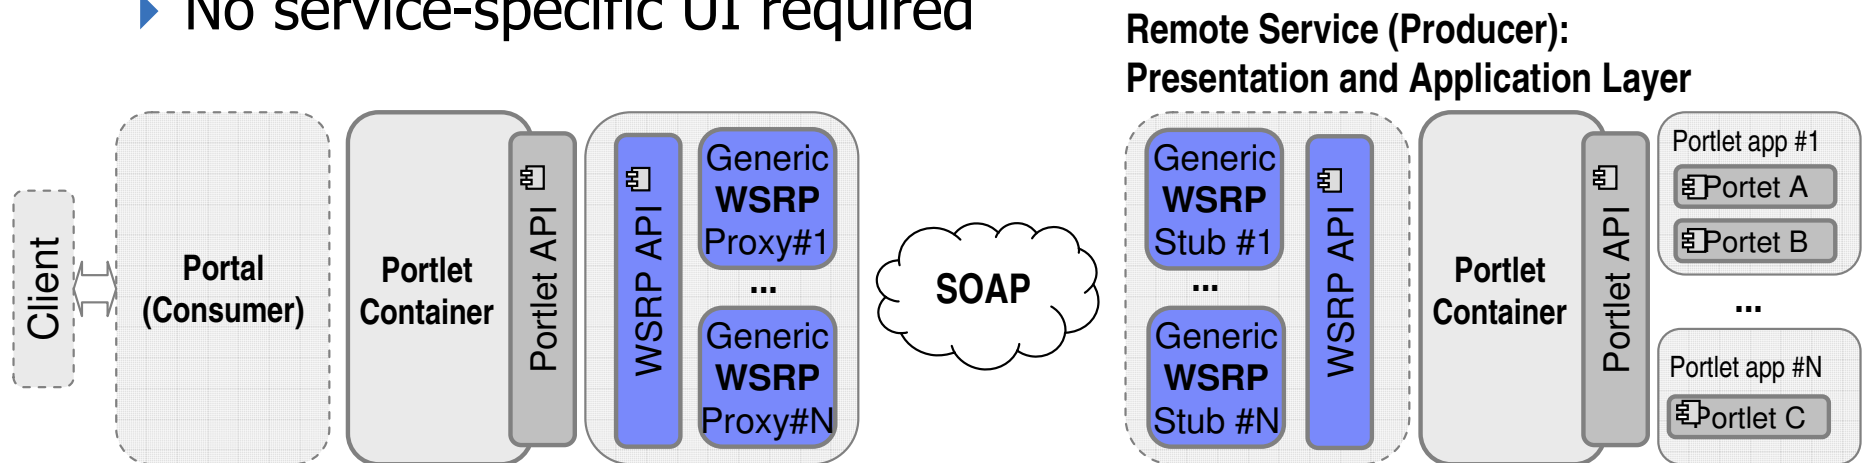 No service-specific UI required
Remote Service (Producer):
Presentation and Application Layer
Client
Portal
(Consumer)
Portlet
Container
Portlet API
WSRP API
Generic
WSRP
Proxy#1
...
Generic
WSRP
Proxy#N
SOAP
Generic
WSRP
Stub #1
...
Generic
WSRP
Stub #N
WSRP API
Portlet
Container
Portlet API
Portlet app #1
Portet A
Portet B
...
Portlet app #N
Portlet C